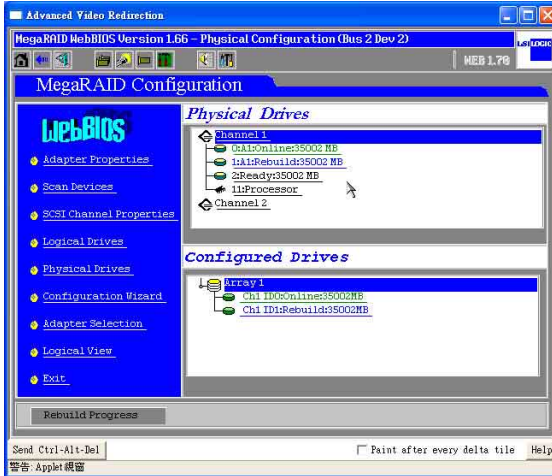 Advanced Video Redirection
MegaRAID WebBIOS Version 1.66 - Physical Configuration (Bus 2 Dev 2)
LSI LOGIC
WEB 1.70
MegaRAID Configuration
WebBIOS
Adapter Properties
Scan Devices
SCSI Channel Properties
Logical Drives
Physical Drives
Configuration Wizard
Adapter Selection
Logical View
Exit
Physical Drives
Channel 1
0:A1:Online:35002 MB
1:A1:Rebuild:35002 MB
2:Ready:35002 MB
11:Processor
Channel 2
Configured Drives
Array 1
Ch1 ID0:Online:35002MB
Ch1 ID1:Rebuild:35002MB
Rebuild Progress
Send Ctrl-Alt-Del
Paint after every delta tile
Help
警告: Applet 視窗